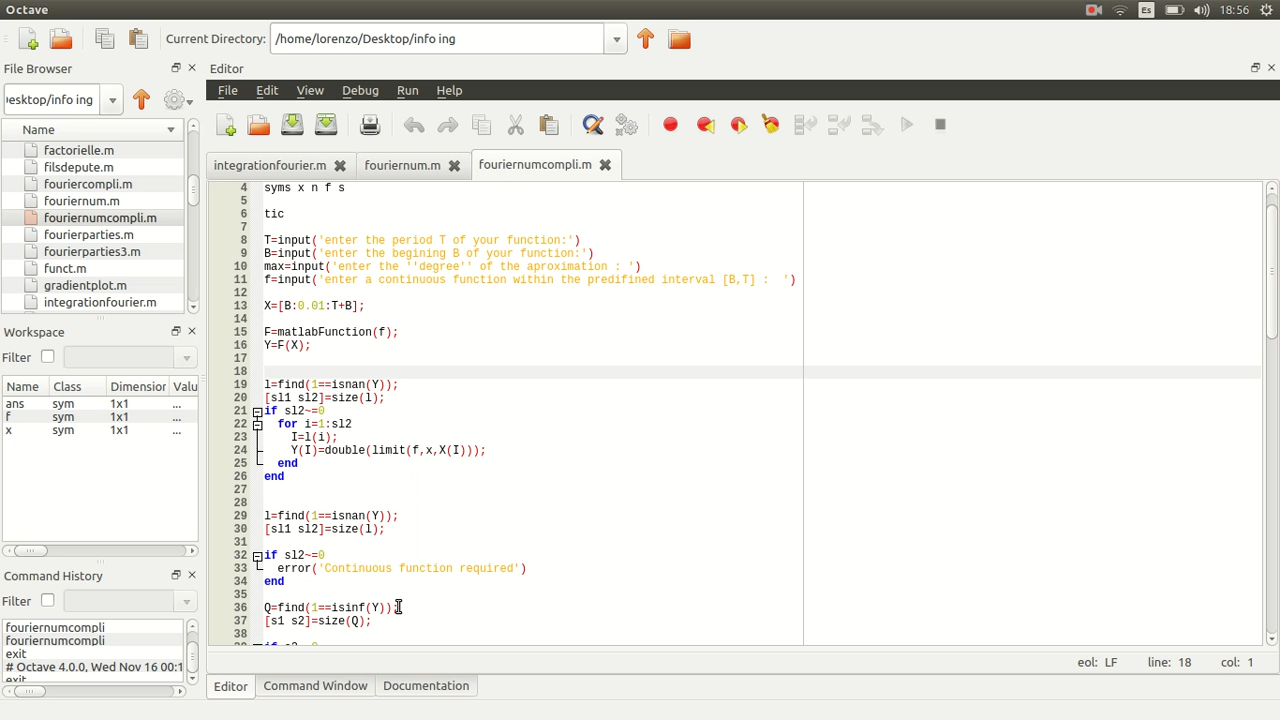 Octave
Es
18:56
Current Directory:
/home/lorenzo/Desktop/info ing
File Browser
esktop/info ing
Name
factorielle.m
filsdepute.m
fouriercompli.m
fouriernum.m
fouriernumcompli.m
fourierparties.m
fourierparties3.m
funct.m
gradientplot.m
integrationfourier.m
Workspace
Filter
Name Class Dimension Valu
ans sym 1x1 ...
f sym 1x1 ...
x sym 1x1 ...
Command History
Filter
fouriernumcompli
fouriernumcompli
exit
# Octave 4.0.0, Wed Nov 16 00:1
exit
Editor
File Edit View Debug Run Help
integrationfourier.m fouriernum.m fouriernumcompli.m
4 syms x n f s
5
6 tic
7
8 T=input('enter the period T of your function:')
9 B=input('enter the begining B of your function:')
10 max=input('enter the ''degree'' of the aproximation : ')
11 f=input('enter a continuous function within the predifined interval [B,T] :  ')
12
13 X=[B:0.01:T+B];
14
15 F=matlabFunction(f);
16 Y=F(X);
17
18
19 l=find(1==isnan(Y));
20 [sl1 sl2]=size(l);
21 if sl2~=0
22 for i=1:sl2
23 I=l(i);
24 Y(I)=double(limit(f,x,X(I)));
25 end
26 end
27
28
29 l=find(1==isnan(Y));
30 [sl1 sl2]=size(l);
31
32 if sl2~=0
33 error('Continuous function required')
34 end
35
36 Q=find(1==isinf(Y));
37 [s1 s2]=size(Q);
38
eol: LF line: 18 col: 1
Editor Command Window Documentation